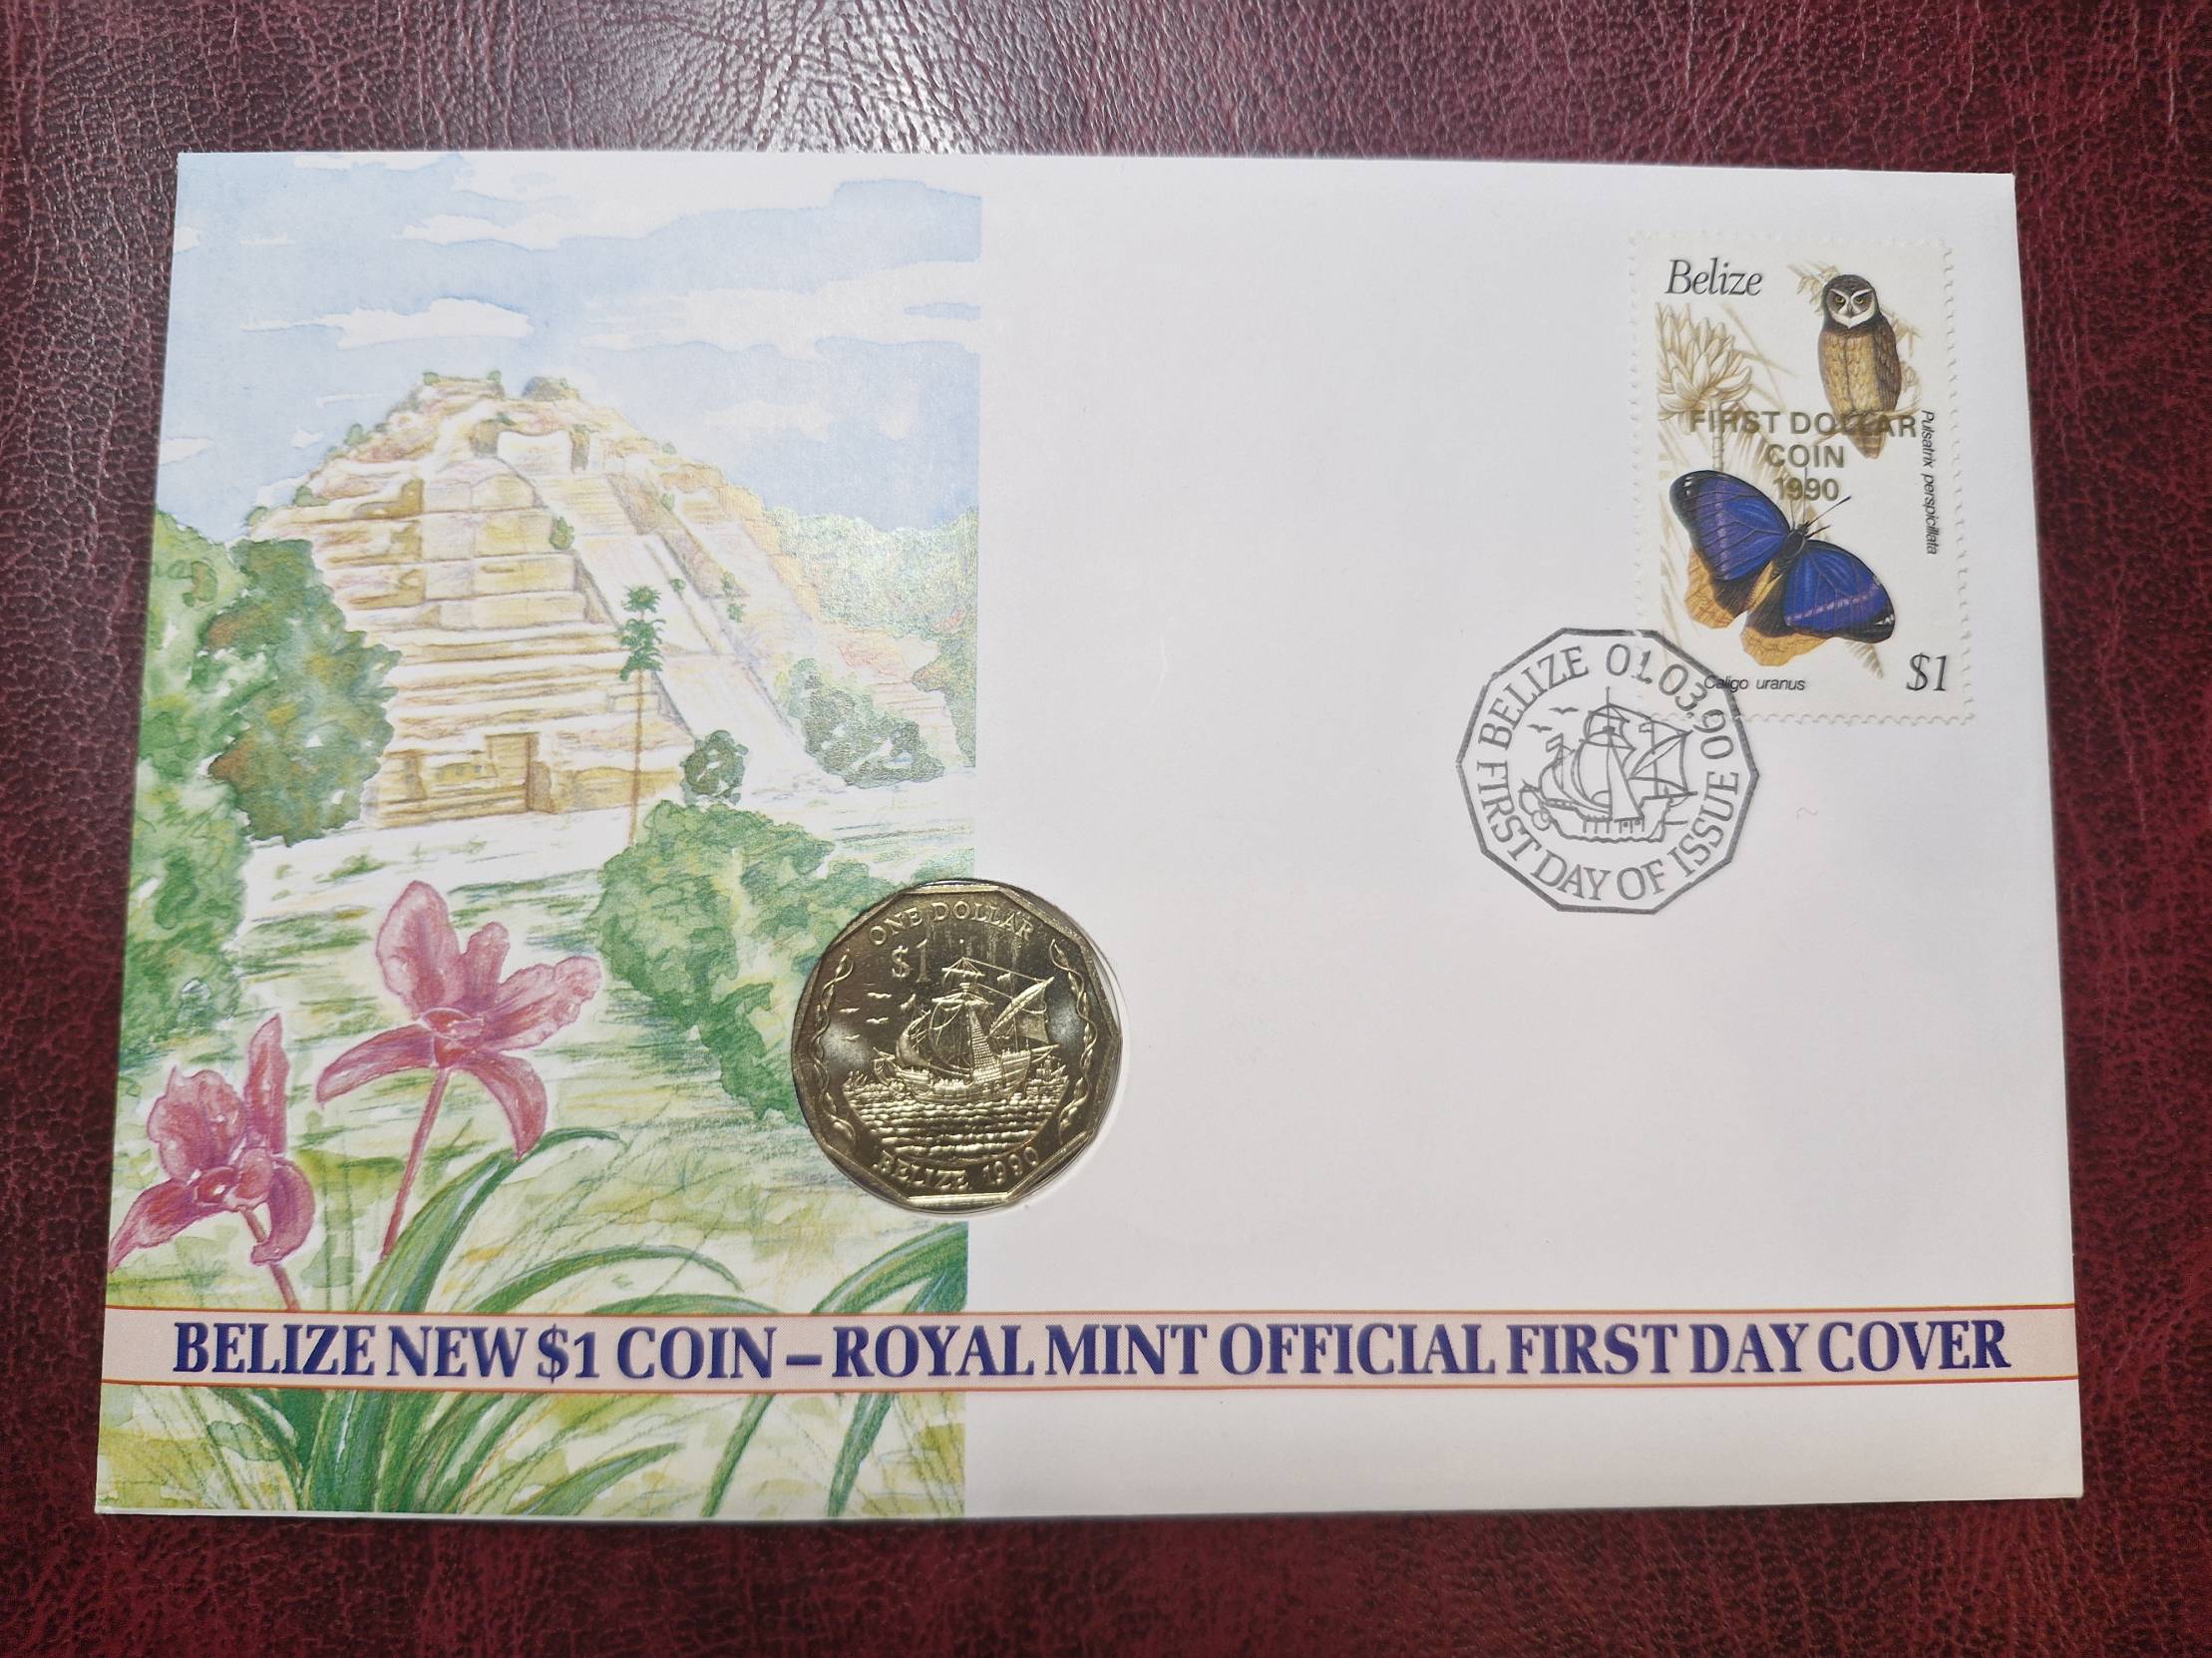 Belize
FIRST DOLLAR
COIN
1990
Pulsatrix perspicillata
Caligo uranus
$1
BELIZE 01.03.90
FIRST DAY OF ISSUE
ONE DOLLAR
$1
BELIZE 1990
BELIZE NEW $1 COIN – ROYAL MINT OFFICIAL FIRST DAY COVER